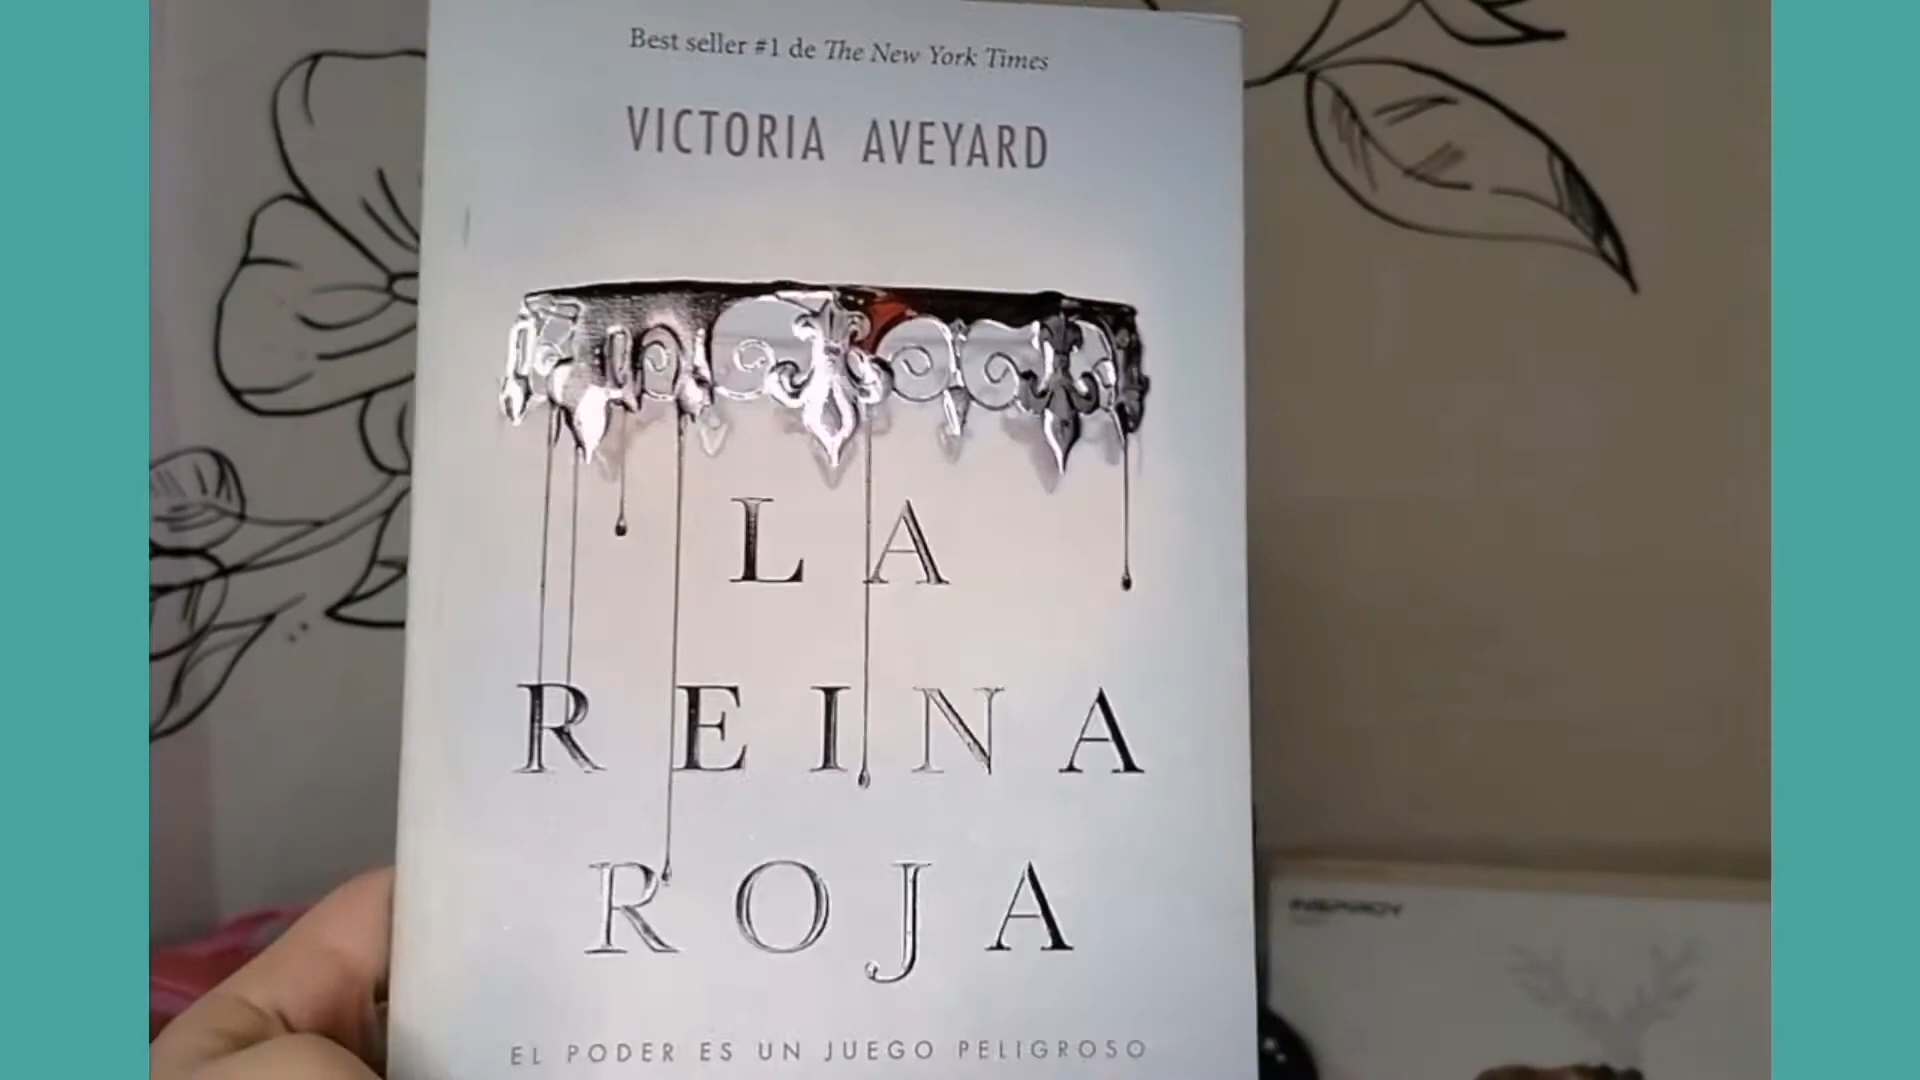 Best seller #1 de The New York Times
VICTORIA AVEYARD
LA
REINA
ROJA
EL PODER ES UN JUEGO PELIGROSO